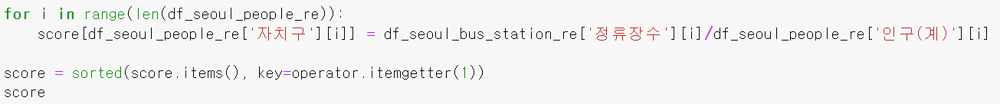 for i in range(len(df_seoul_people_re)):
    score[df_seoul_people_re['자치구'][i]] = df_seoul_bus_station_re['정류장수'][i]/df_seoul_people_re['인구(계)'][i]
score = sorted(score.items(), key=operator.itemgetter(1))
score